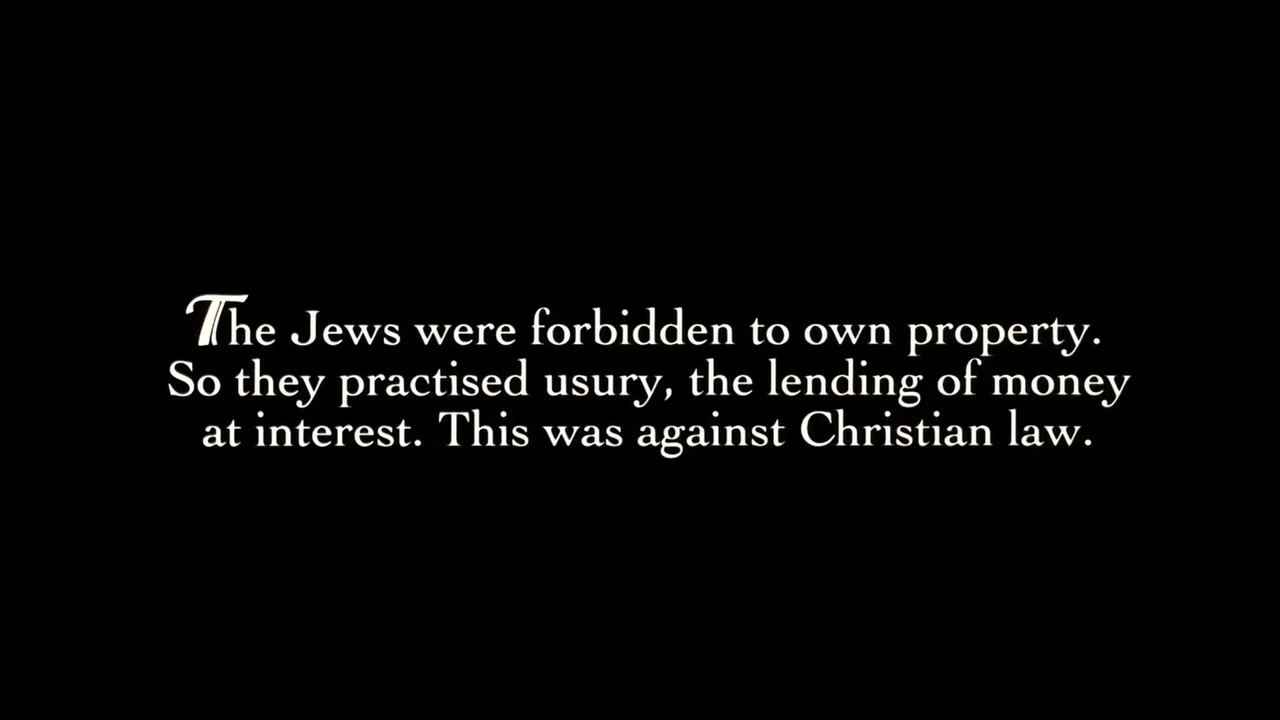 The Jews were forbidden to own property.
So they practised usury, the lending of money
at interest. This was against Christian law.